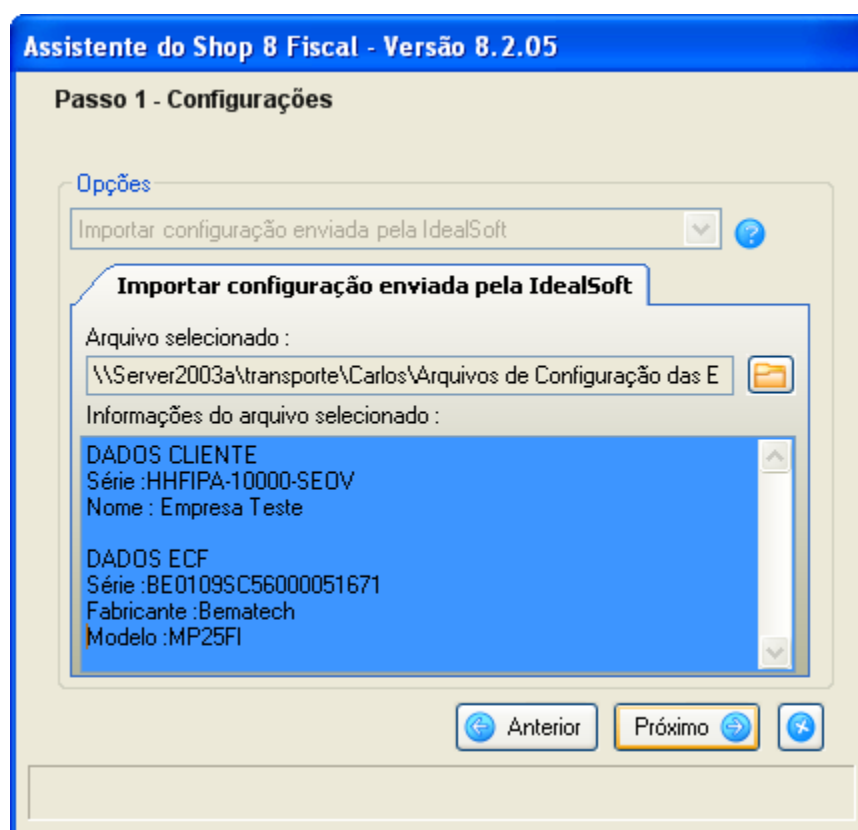 Assistente do Shop 8 Fiscal - Versão 8.2.05
Passo 1 - Configurações
Opções
Importar configuração enviada pela IdealSoft
Importar configuração enviada pela IdealSoft
Arquivo selecionado :
\\Server2003a\transporte\Carlos\Arquivos de Configuração das E
Informações do arquivo selecionado :
DADOS CLIENTE
Série :HHFIPA-10000-SEOV
Nome : Empresa Teste
DADOS ECF
Série :BE0109SC56000051671
Fabricante :Bematech
Modelo :MP25FI
Anterior
Próximo